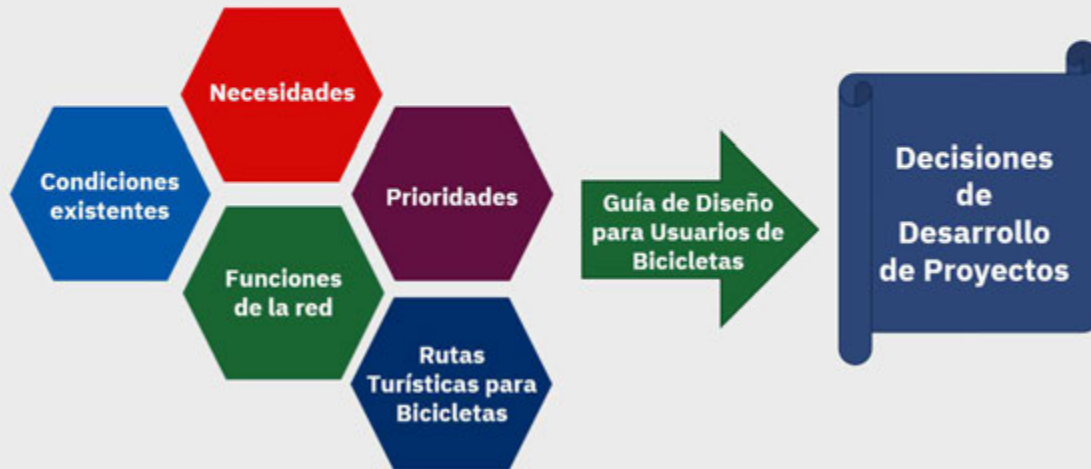 Necesidades
Condiciones
existentes
Prioridades
Funciones
de la red
Rutas
Turísticas para
Bicicletas
Guía de Diseño
para Usuarios de
Bicicletas
Decisiones
de
Desarrollo
de Proyectos